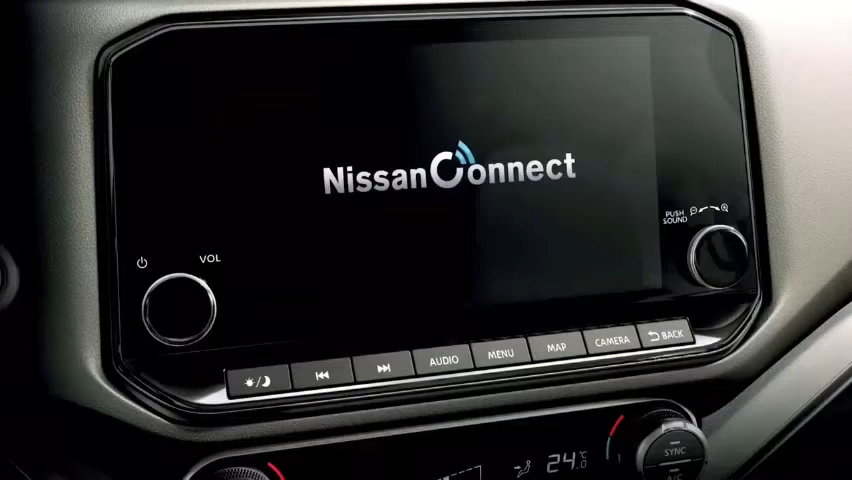 NissanConnect
PUSH
SOUND
VOL
AUDIO
MENU
MAP
CAMERA
BACK
24.0
°C
SYNC
A/C